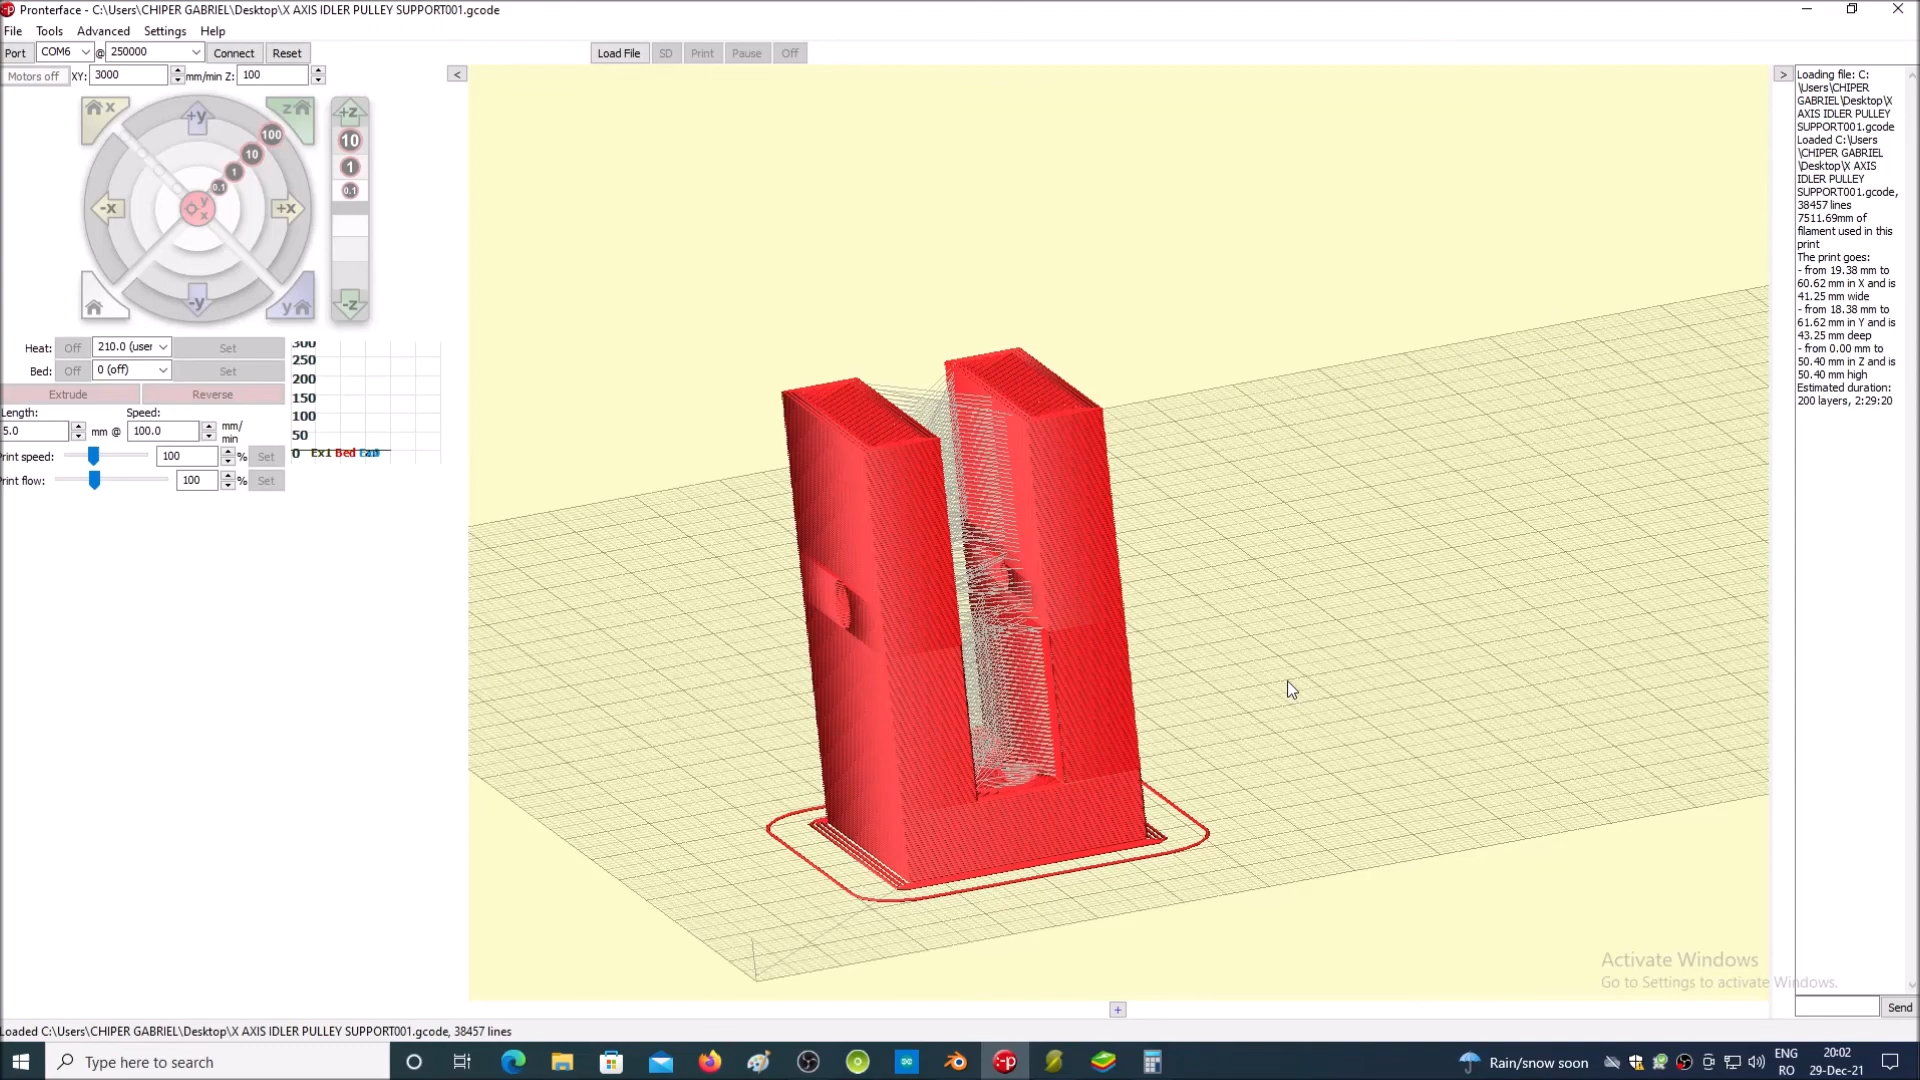 Pronterface - C:\Users\CHIPER GABRIEL\Desktop\X AXIS IDLER PULLEY SUPPORT001.gcode
File Tools Advanced Settings Help
Port COM6 @ 250000 Connect Reset Load File SD Print Pause Off
Motors off XY: 3000 mm/min Z: 100
< >
x +y z +z
100 10 1 0.1
10 1 0.1
-x y x +x
-y y -z
Heat: Off 210.0 (user Set
Bed: Off 0 (off) Set
Extrude Reverse
Length: Speed:
5.0 mm @ 100.0 mm/
min
Print speed: 100 % Set
Print flow: 100 % Set
300
250
200
150
100
50
0 Ex1 Bed
Loading file: C:
\Users\CHIPER
GABRIEL\Desktop\X
AXIS IDLER PULLEY
SUPPORT001.gcode
Loaded C:\Users
\CHIPER GABRIEL
\Desktop\X AXIS
IDLER PULLEY
SUPPORT001.gcode,
38457 lines
7511.69mm of
filament used in this
print
The print goes:
- from 19.38 mm to
60.62 mm in X and is
41.25 mm wide
- from 18.38 mm to
61.62 mm in Y and is
43.25 mm deep
- from 0.00 mm to
50.40 mm in Z and is
50.40 mm high
Estimated duration:
200 layers, 2:29:20
Activate Windows
Go to Settings to activate Windows.
+
Send
Loaded C:\Users\CHIPER GABRIEL\Desktop\X AXIS IDLER PULLEY SUPPORT001.gcode, 38457 lines
Type here to search
:-p
Rain/snow soon
ENG
RO
20:02
29-Dec-21